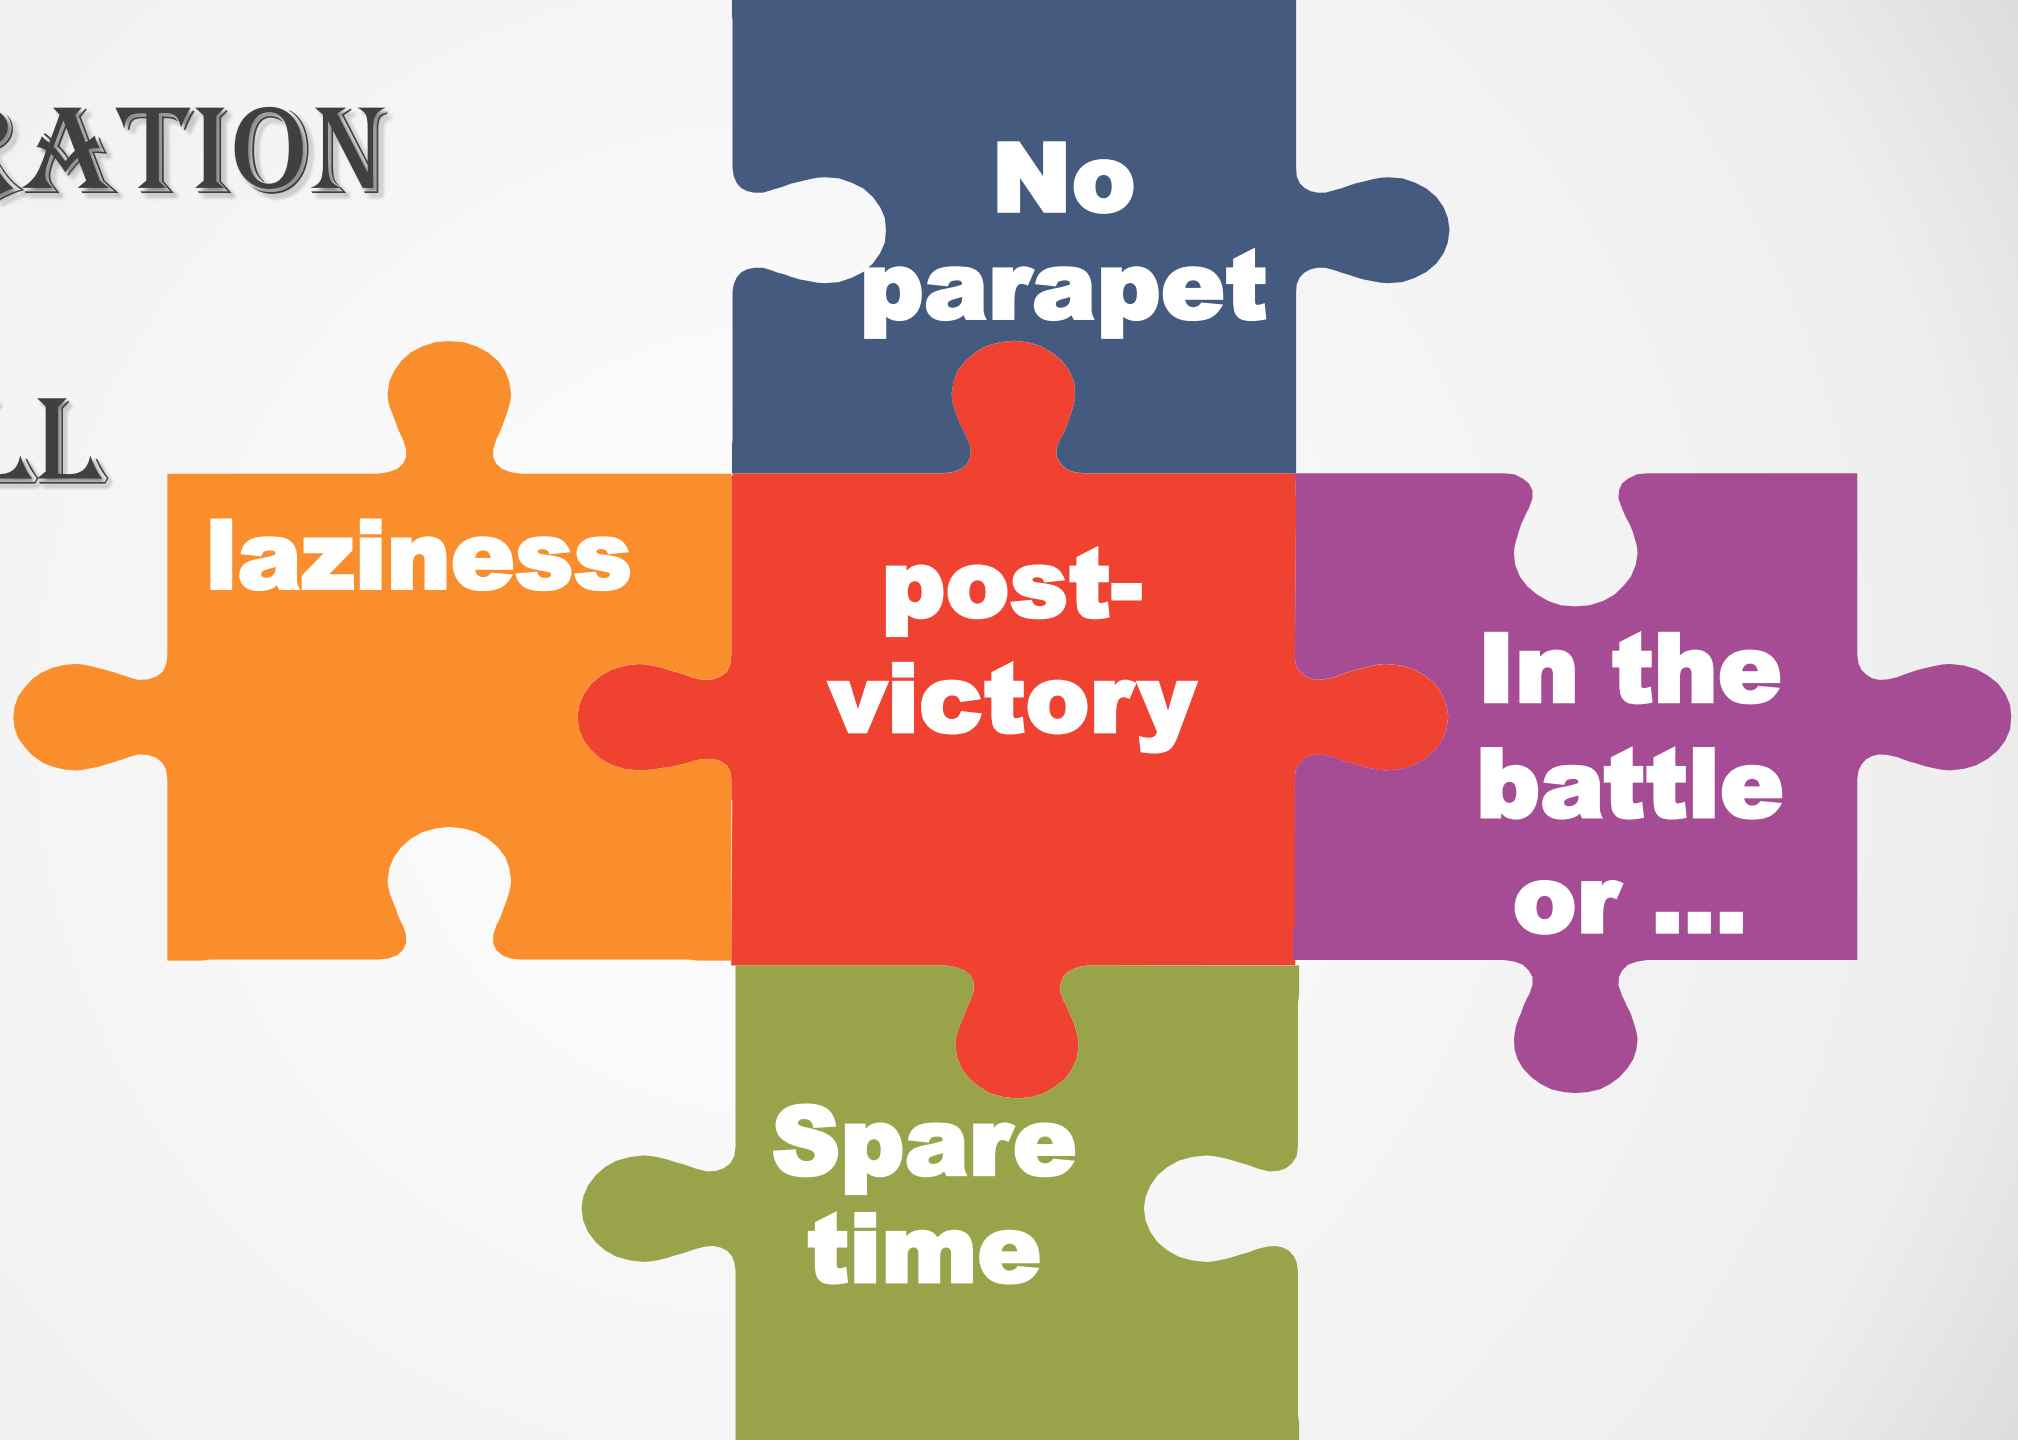 RATION
LL
No
parapet
laziness
post-
victory
In the
battle
or ...
Spare
time